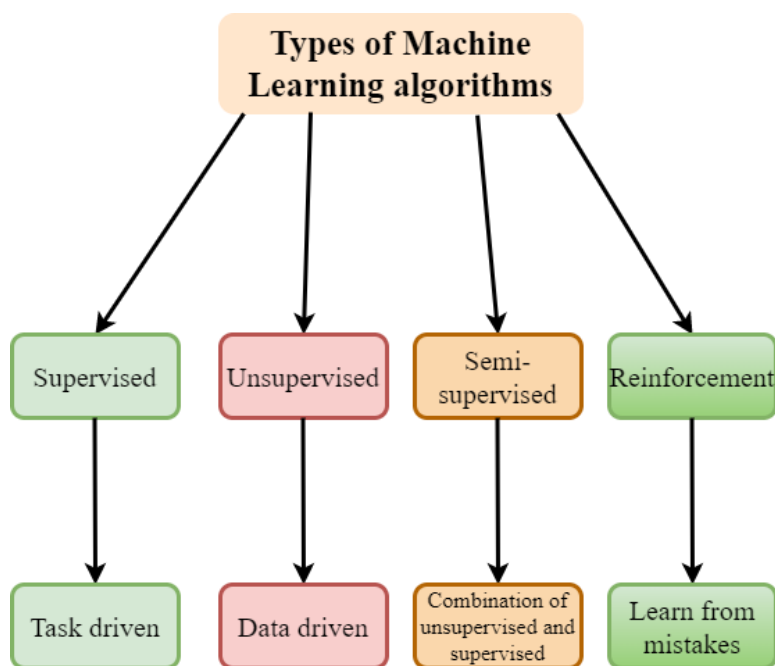 Types of Machine
Learning algorithms
Supervised
Unsupervised
Semi-
supervised
Reinforcement
Task driven
Data driven
Combination of
unsupervised and
supervised
Learn from
mistakes